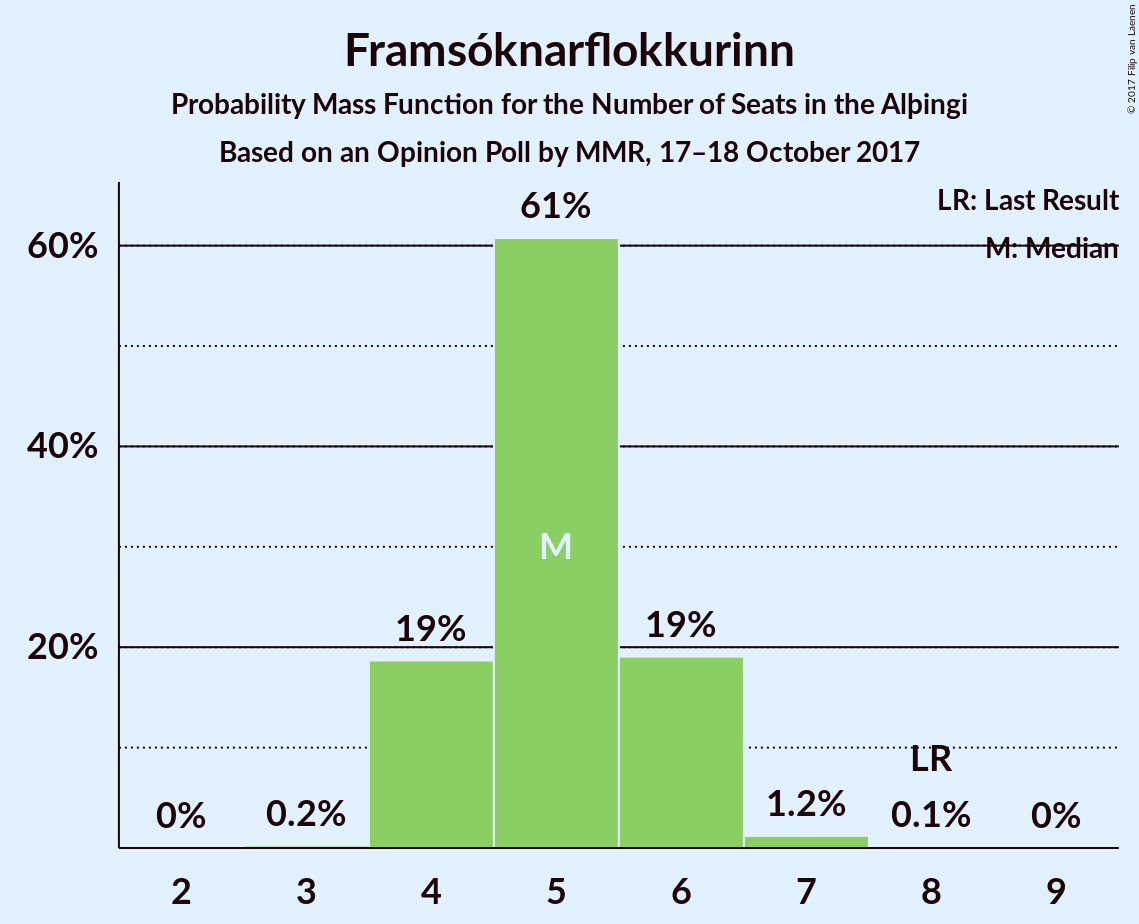 Framsóknarflokkurinn
Probability Mass Function for the Number of Seats in the Alþingi
Based on an Opinion Poll by MMR, 17–18 October 2017
© 2017 Filip van Laenen
LR: Last Result
M: Median
60%
40%
20%
0%
0.2%
19%
61%
M
19%
1.2%
LR
0.1%
0%
2 3 4 5 6 7 8 9